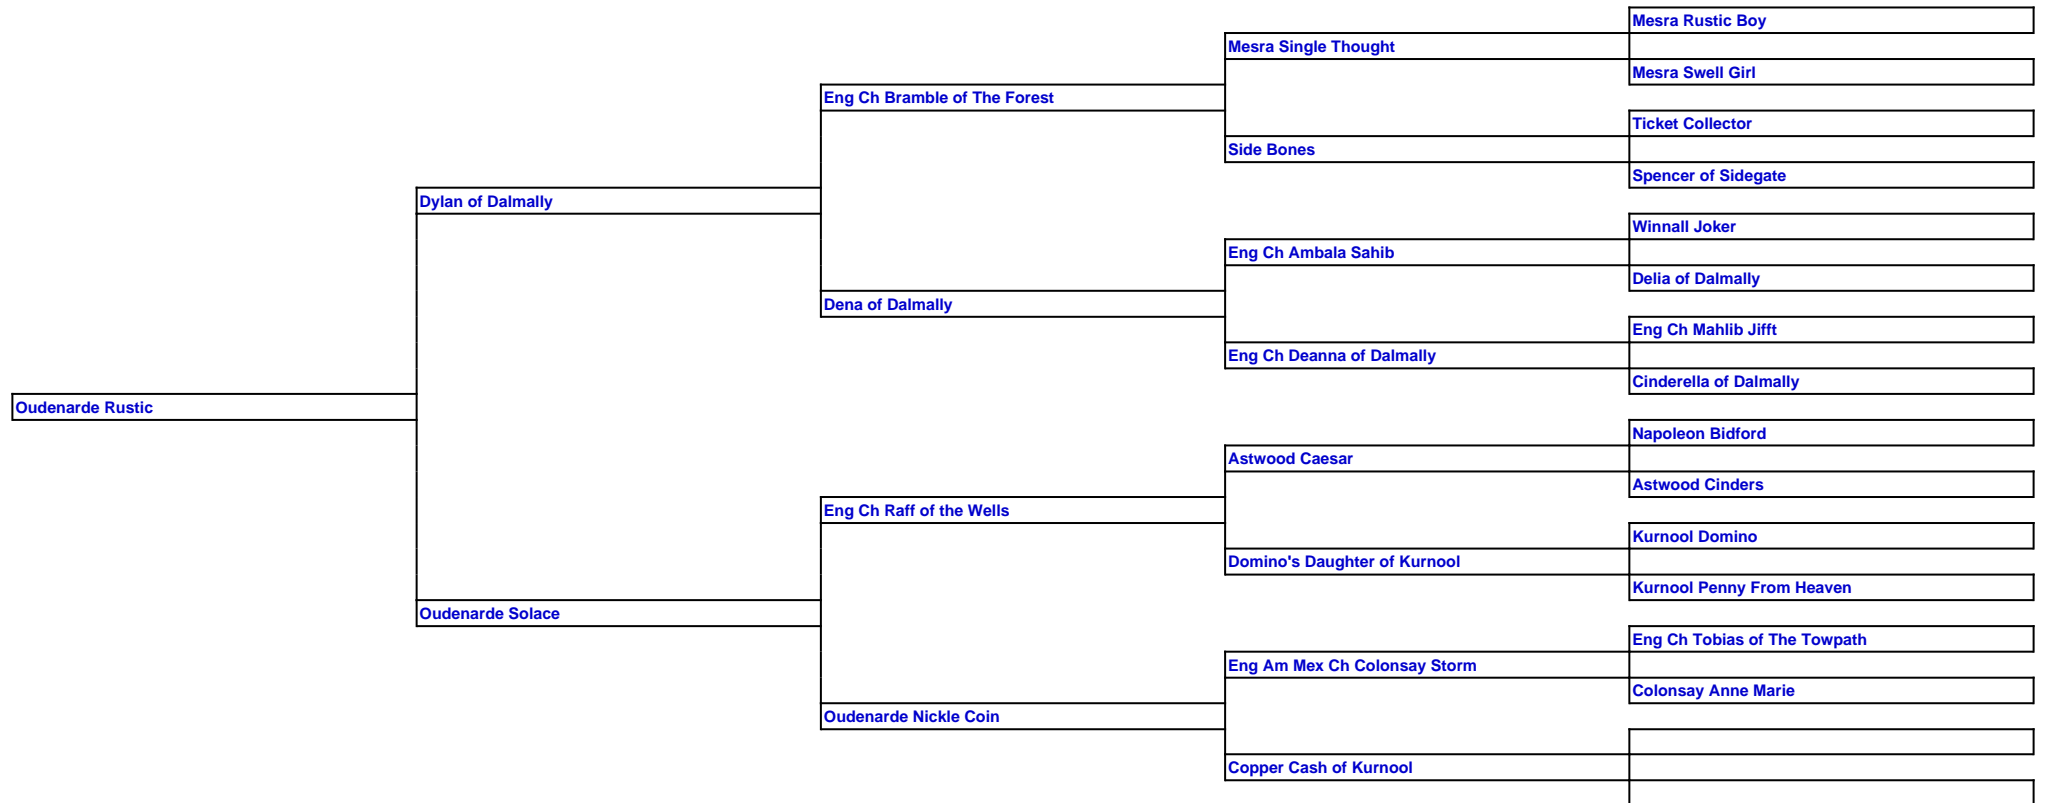 Mesra Rustic Boy
Mesra Single Thought
Mesra Swell Girl
Eng Ch Bramble of The Forest
Ticket Collector
Side Bones
Spencer of Sidegate
Dylan of Dalmally
Winnall Joker
Eng Ch Ambala Sahib
Delia of Dalmally
Dena of Dalmally
Eng Ch Mahlib Jifft
Eng Ch Deanna of Dalmally
Cinderella of Dalmally
Oudenarde Rustic
Napoleon Bidford
Astwood Caesar
Astwood Cinders
Eng Ch Raff of the Wells
Kurnool Domino
Domino's Daughter of Kurnool
Kurnool Penny From Heaven
Oudenarde Solace
Eng Ch Tobias of The Towpath
Eng Am Mex Ch Colonsay Storm
Colonsay Anne Marie
Oudenarde Nickle Coin
Copper Cash of Kurnool